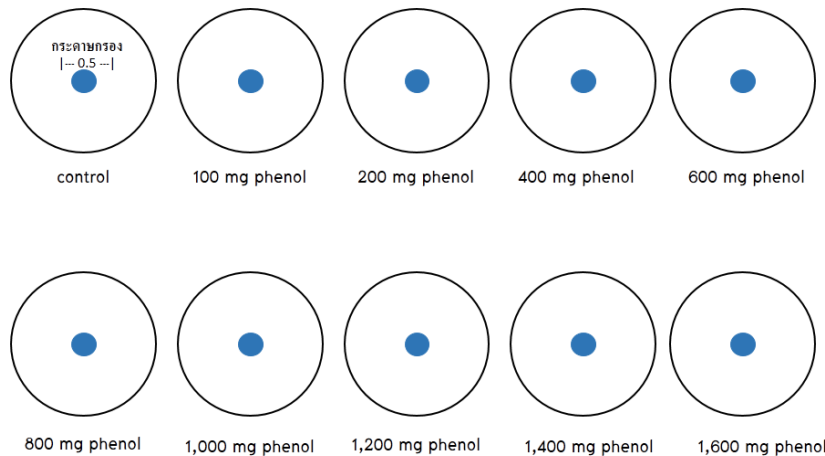 กระดาษกรอง
|--- 0.5 ---|
control
100 mg phenol
200 mg phenol
400 mg phenol
600 mg phenol
800 mg phenol
1,000 mg phenol
1,200 mg phenol
1,400 mg phenol
1,600 mg phenol